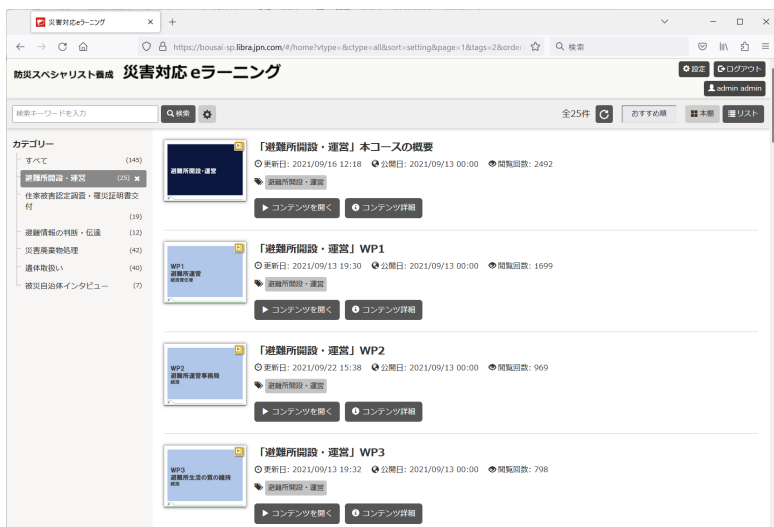 災害対応eラーニング
https://bousai-sp.libra.jpn.com/#/home?vtype=&ctype=all&sort=setting&page=1&tags=2&order
検索
防災スペシャリスト養成 災害対応 eラーニング
設定 ログアウト
admin admin
検索キーワードを入力 検索 全25件 おすすめ順 本棚 リスト
カテゴリー
すべて (145)
避難所開設・運営 (25)
住家被害認定調査・罹災証明書交付 (19)
避難情報の判断・伝達 (12)
災害廃棄物処理 (42)
遺体取扱い (40)
被災自治体インタビュー (7)
避難所開設・運営
「避難所開設・運営」本コースの概要
更新日: 2021/09/16 12:18 公開日: 2021/09/13 00:00 閲覧回数: 2492
避難所開設・運営
コンテンツを開く コンテンツ詳細
WP1
避難所運営
統括責任者
「避難所開設・運営」WP1
更新日: 2021/09/13 19:30 公開日: 2021/09/13 00:00 閲覧回数: 1699
避難所開設・運営
コンテンツを開く コンテンツ詳細
WP2
避難所運営事務局
「避難所開設・運営」WP2
更新日: 2021/09/22 15:38 公開日: 2021/09/13 00:00 閲覧回数: 969
避難所開設・運営
コンテンツを開く コンテンツ詳細
WP3
避難所生活の質の維持
「避難所開設・運営」WP3
更新日: 2021/09/13 19:32 公開日: 2021/09/13 00:00 閲覧回数: 798
避難所開設・運営
コンテンツを開く コンテンツ詳細